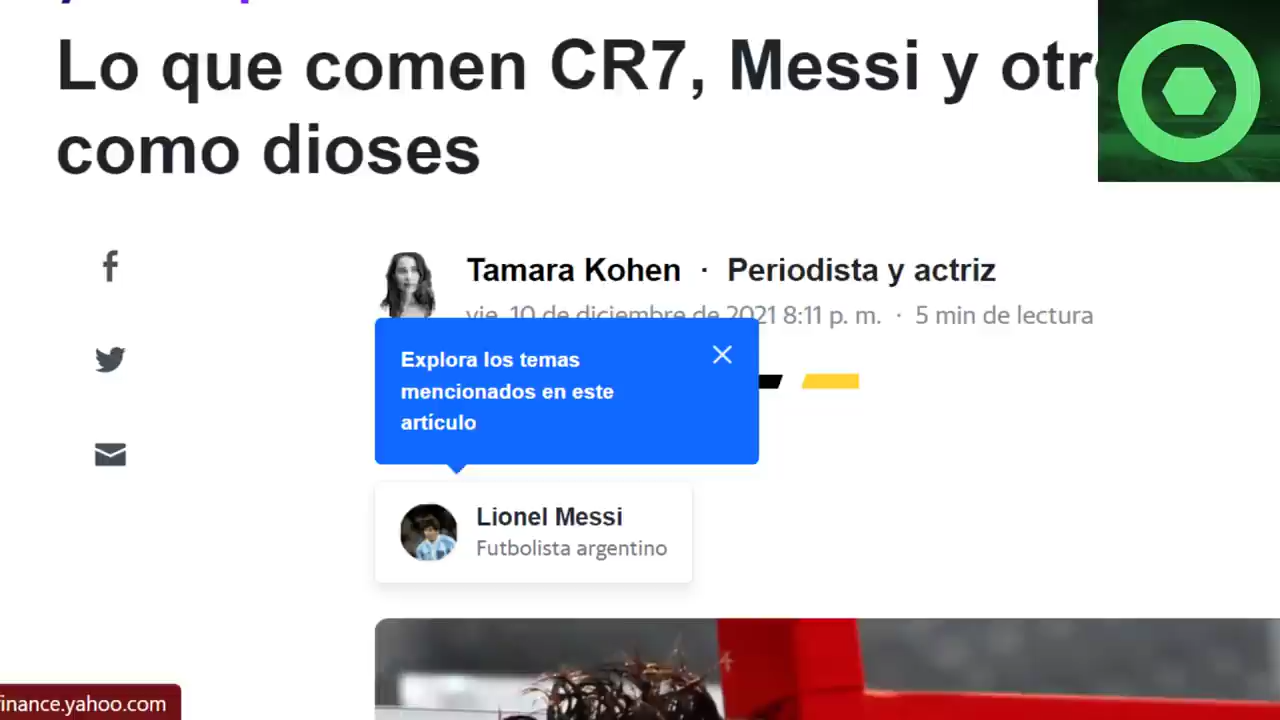 Lo que comen CR7, Messi y otr
como dioses
Tamara Kohen · Periodista y actriz
vie, 10 de diciembre de 2021 8:11 p. m. · 5 min de lectura
Explora los temas
mencionados en este
artículo
Lionel Messi
Futbolista argentino
finance.yahoo.com